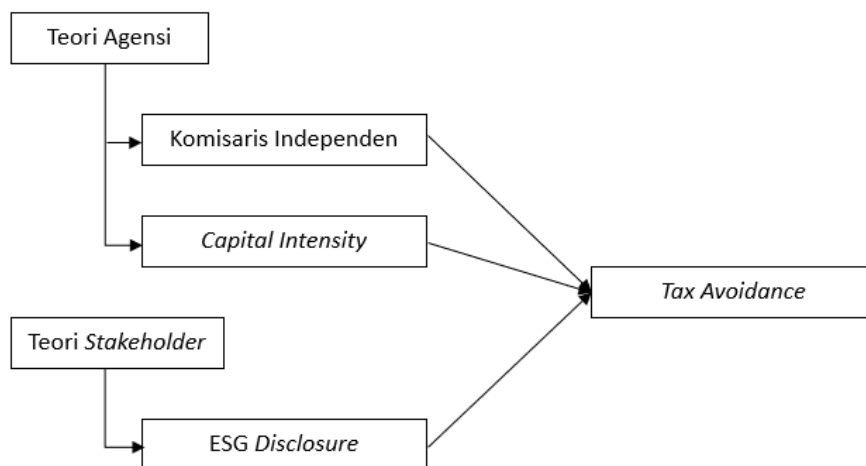 Teori Agensi
Komisaris Independen
Capital Intensity
Tax Avoidance
Teori Stakeholder
ESG Disclosure